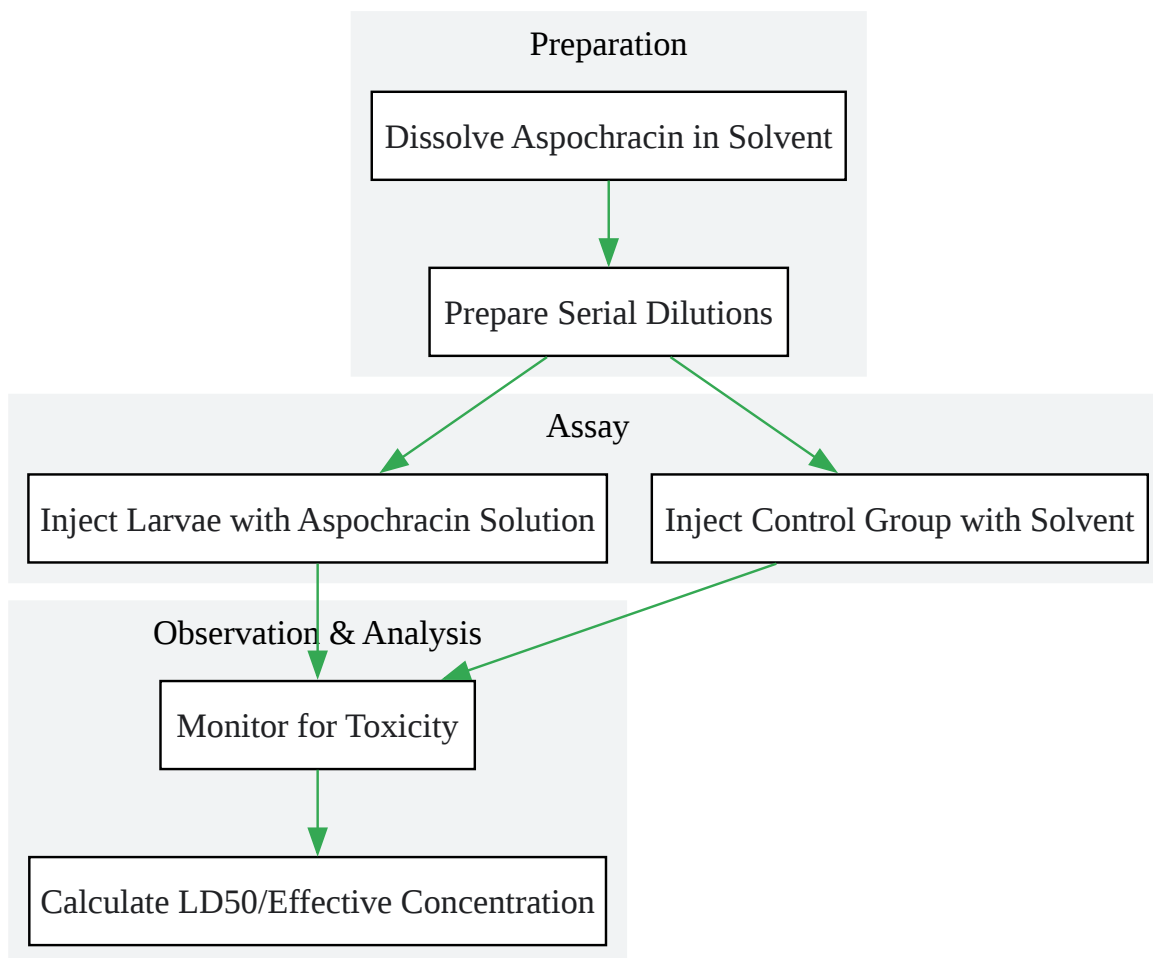 Preparation
Dissolve Aspochracin in Solvent
Prepare Serial Dilutions
Assay
Inject Larvae with Aspochracin Solution
Inject Control Group with Solvent
Observation & Analysis
Monitor for Toxicity
Calculate LD50/Effective Concentration